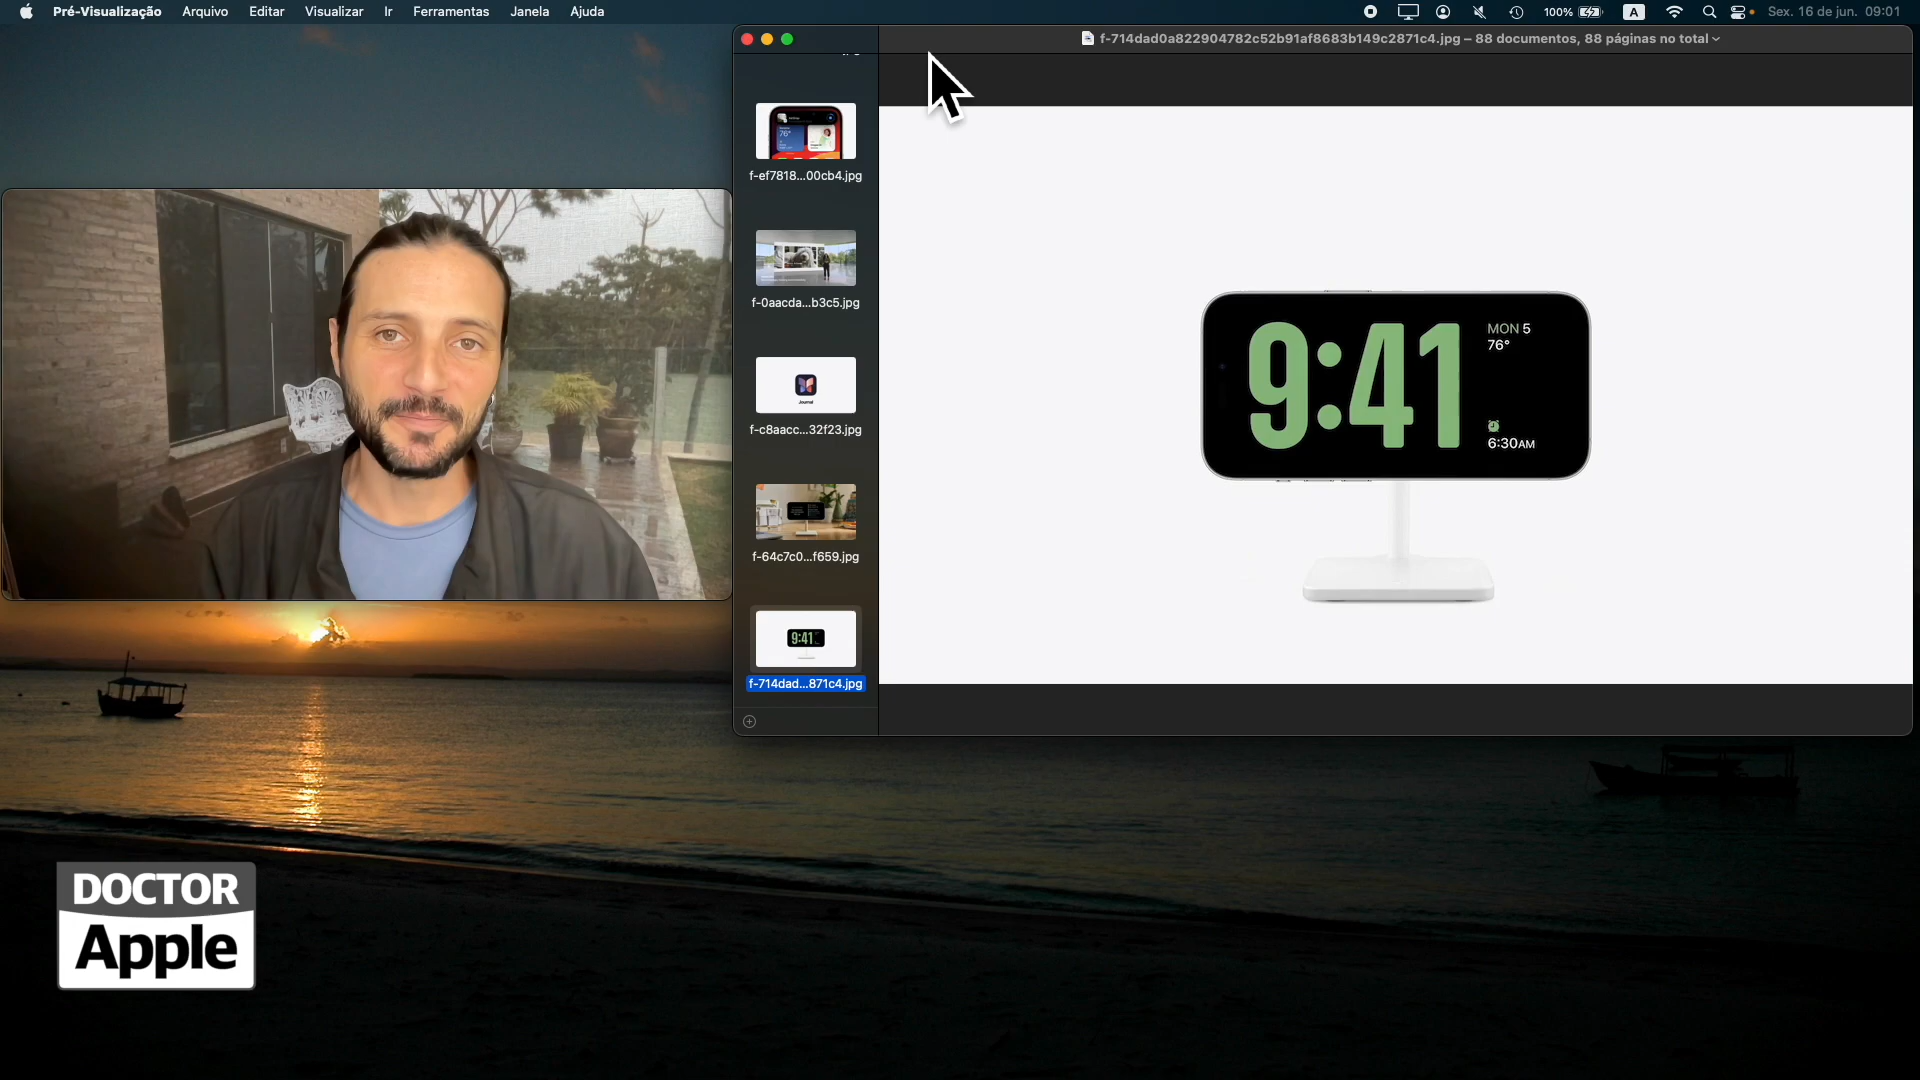 Pré-Visualização Arquivo Editar Visualizar Ir Ferramentas Janela Ajuda
100% A Sex. 16 de jun. 09:01
f-714dad0a822904782c52b91af8683b149c2871c4.jpg – 88 documentos, 88 páginas no total
76°
f-ef7818...00cb4.jpg
f-0aacda...b3c5.jpg
Journal
f-c8aacc...32f23.jpg
f-64c7c0...f659.jpg
9:41
f-714dad...871c4.jpg
9:41
MON 5
76°
6:30AM
DOCTOR
Apple